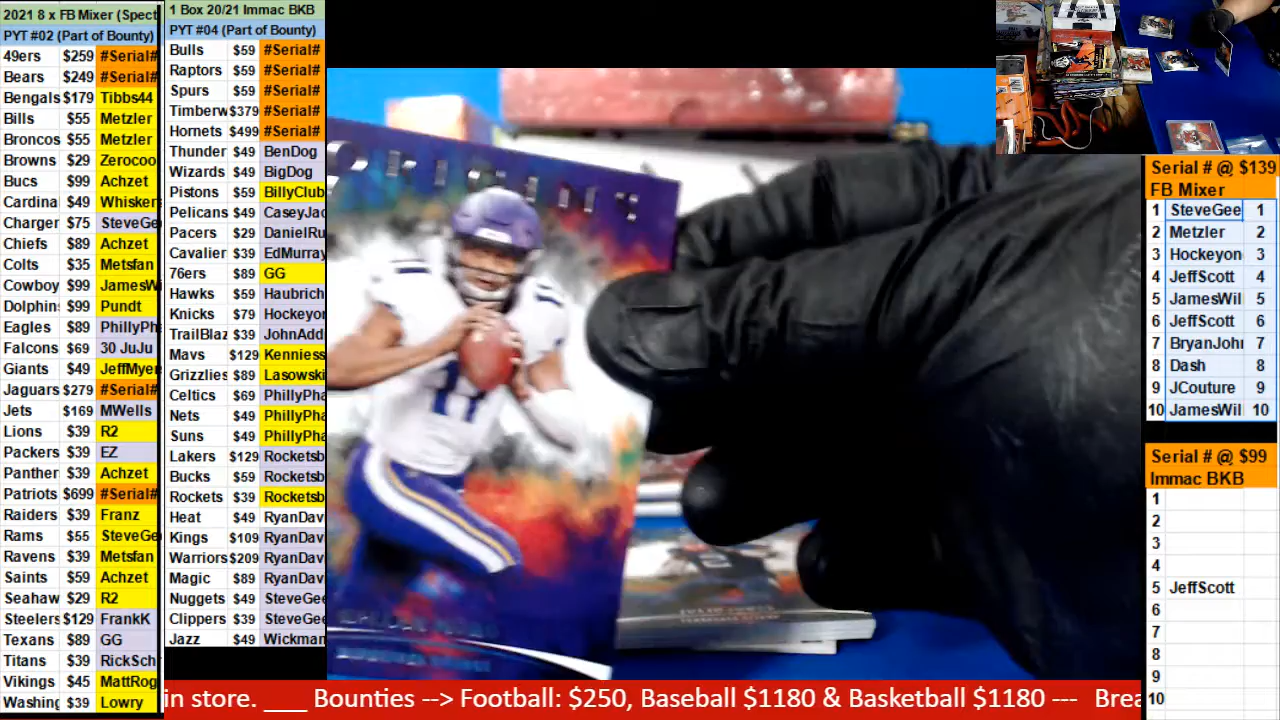 2021 8 x FB Mixer (Spect
PYT #02 (Part of Bounty)
49ers $259 #Serial#
Bears $249 #Serial#
Bengals $179 Tibbs44
Bills $55 Metzler
Broncos $55 Metzler
Browns $29 Zerocoo
Bucs $99 Achzet
Cardina $49 Whisker
Charger $75 SteveGe
Chiefs $89 Achzet
Colts $35 Metsfan
Cowboy $99 JamesW
Dolphin $99 Pundt
Eagles $89 PhillyPh
Falcons $69 30 JuJu
Giants $49 JeffMye
Jaguars $279 #Serial#
Jets $169 MWells
Lions $39 R2
Packers $39 EZ
Panther $39 Achzet
Patriots $699 #Serial#
Raiders $39 Franz
Rams $55 SteveGe
Ravens $39 Metsfan
Saints $59 Achzet
Seahaw $29 R2
Steelers $129 FrankK
Texans $89 GG
Titans $39 RickSch
Vikings $45 MattRog
Washing $39 Lowry
1 Box 20/21 Immac BKB
PYT #04 (Part of Bounty)
Bulls $59 #Serial#
Raptors $59 #Serial#
Spurs $59 #Serial#
Timberw $379 #Serial#
Hornets $499 #Serial#
Thunder $49 BenDog
Wizards $49 BigDog
Pistons $59 BillyClub
Pelicans $49 CaseyJac
Pacers $29 DanielRu
Cavalier $39 EdMurray
76ers $89 GG
Hawks $59 Haubrich
Knicks $79 Hockeyor
TrailBlaz $39 JohnAdd
Mavs $129 Kenniess
Grizzlies $89 Lasowski
Celtics $69 PhillyPha
Nets $49 PhillyPha
Suns $49 PhillyPha
Lakers $129 Rocketsb
Bucks $59 Rocketsb
Rockets $39 Rocketsb
Heat $49 RyanDav
Kings $109 RyanDav
Warriors $209 RyanDav
Magic $89 RyanDav
Nuggets $49 SteveGee
Clippers $39 SteveGee
Jazz $49 Wickman
Serial # @ $139
FB Mixer
1 SteveGee 1
2 Metzler 2
3 Hockeyon 3
4 JeffScott 4
5 JamesWil 5
6 JeffScott 6
7 BryanJohn 7
8 Dash 8
9 JCouture 9
10 JamesWil 10
Serial # @ $99
Immac BKB
1
2
3
4
5 JeffScott
6
7
8
9
10
in store. ___ Bounties --> Football: $250, Baseball $1180 & Basketball $1180 --- Brea